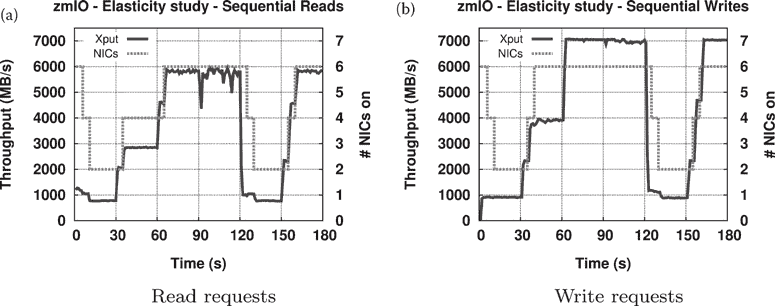 (a)
zmIO - Elasticity study - Sequential Reads
Throughput (MB/s)
7000
6000
5000
4000
3000
2000
1000
0
Xput
NICs
7
6
5
4
3
2
1
0
# NICs on
0 30 60 90 120 150 180
Time (s)
Read requests
(b)
zmIO - Elasticity study - Sequential Writes
Throughput (MB/s)
7000
6000
5000
4000
3000
2000
1000
0
Xput
NICs
7
6
5
4
3
2
1
0
# NICs on
0 30 60 90 120 150 180
Time (s)
Write requests